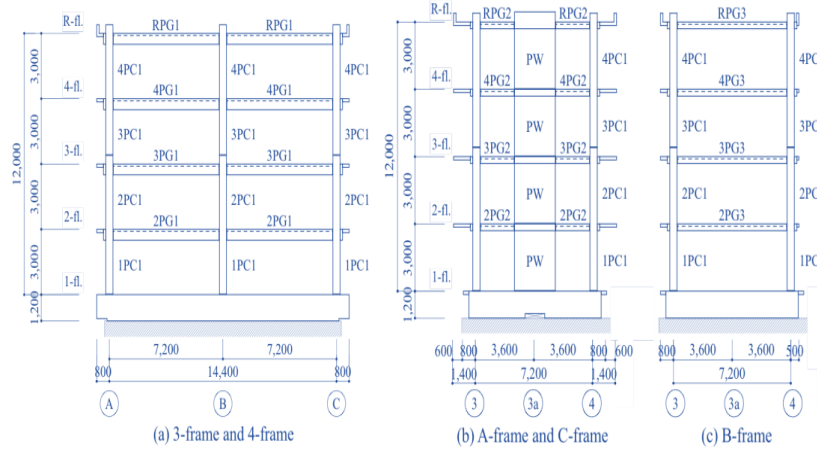 R-fl.
RPG1
RPG1
3,000
4PC1
4PC1
4PC1
4-fl.
4PG1
4PG1
3,000
3PC1
3PC1
3PC1
12,000
3-fl.
3PG1
3PG1
3,000
2PC1
2PC1
2PC1
2-fl.
2PG1
2PG1
3,000
1PC1
1PC1
1PC1
1-fl.
1,200
7,200
7,200
800
14,400
800
A
B
C
(a) 3-frame and 4-frame
R-fl.
RPG2
RPG2
3,000
PW
4PC1
4-fl.
4PG2
4PG2
3,000
PW
3PC1
12,000
3-fl.
3PG2
3PG2
3,000
PW
2PC1
2-fl.
2PG2
2PG2
3,000
PW
1PC1
1-fl.
1,200
600
800
3,600
3,600
800
600
1,400
7,200
1,400
3
3a
4
(b) A-frame and C-frame
RPG3
4PC1
4PC
4PG3
3PC1
3PC
3PG3
2PC1
2PC
2PG3
1PC1
1PC
800
3,600
3,600
500
7,200
3
3a
4
(c) B-frame